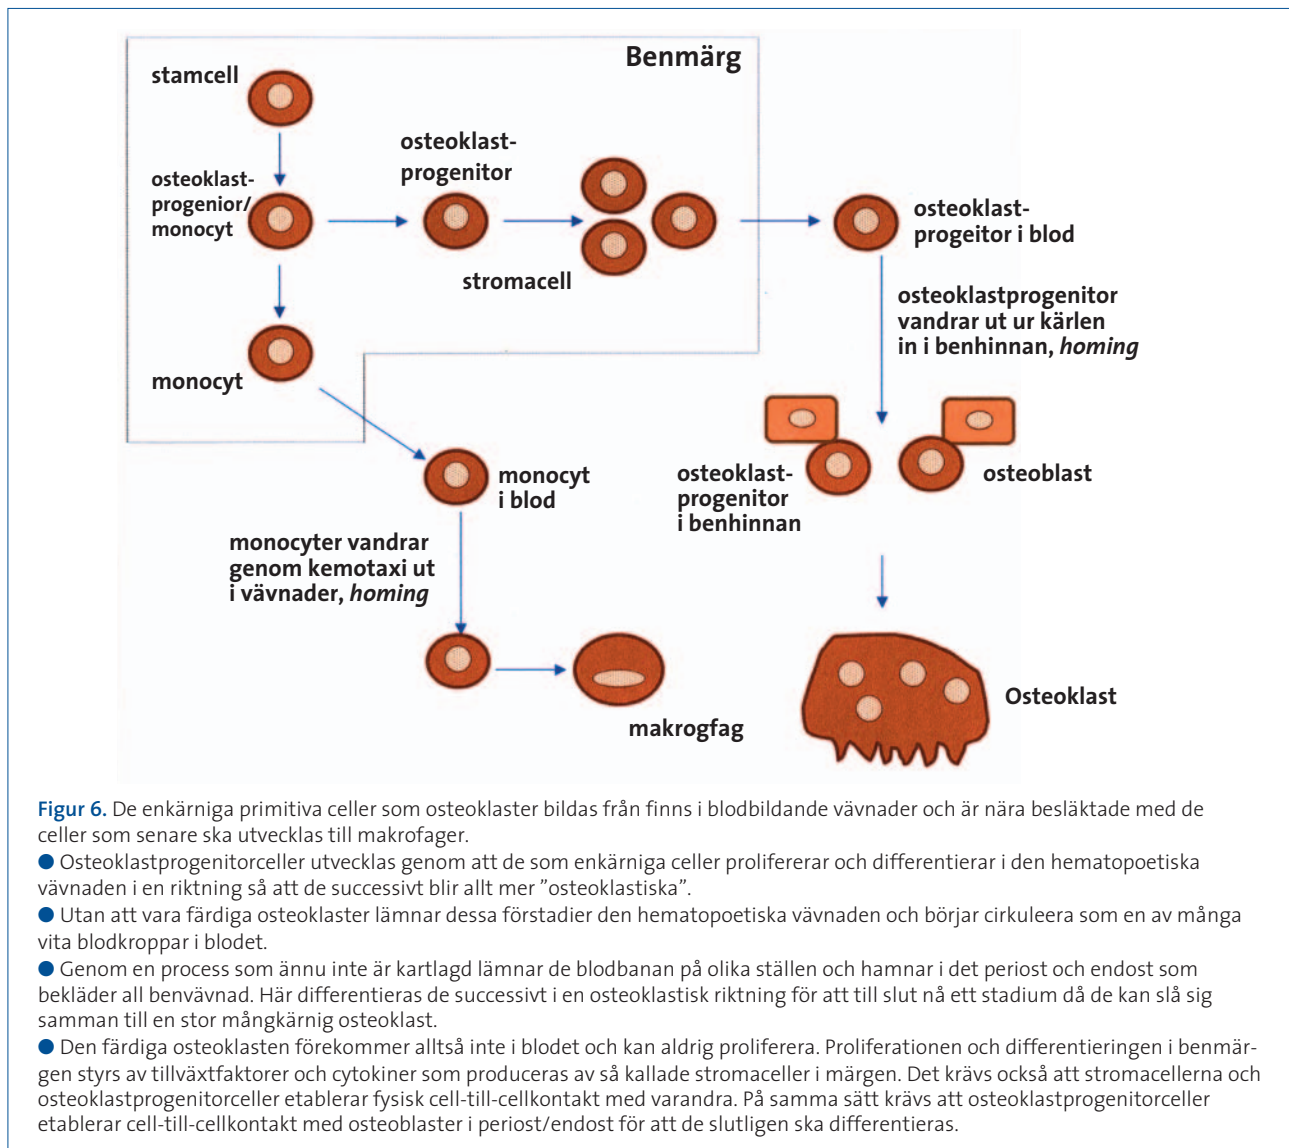 Benmärg
stamcell
osteoklast-
progenitor
osteoklast-
progenior/
monocyt
stromacell
osteoklast-
progeitor i blod
monocyt
osteoklastprogenitor
vandrar ut ur kärlen
in i benhinnan, homing
monocyt
i blod
osteoklast-
progenitor
i benhinnan
osteoblast
monocyter vandrar
genom kemotaxi ut
i vävnader, homing
makrogfag
Osteoklast
Figur 6. De enkärniga primitiva celler som osteoklaster bildas från finns i blodbildande vävnader och är nära besläktade med de
celler som senare ska utvecklas till makrofager.
● Osteoklastprogenitorceller utvecklas genom att de som enkärniga celler prolifererar och differentierar i den hematopoetiska
vävnaden i en riktning så att de successivt blir allt mer ”osteoklastiska”.
● Utan att vara färdiga osteoklaster lämnar dessa förstadier den hematopoetiska vävnaden och börjar cirkuleera som en av många
vita blodkroppar i blodet.
● Genom en process som ännu inte är kartlagd lämnar de blodbanan på olika ställen och hamnar i det periost och endost som
bekläder all benvävnad. Här differentieras de successivt i en osteoklastisk riktning för att till slut nå ett stadium då de kan slå sig
samman till en stor mångkärnig osteoklast.
● Den färdiga osteoklasten förekommer alltså inte i blodet och kan aldrig proliferera. Proliferationen och differentieringen i benmär-
gen styrs av tillväxtfaktorer och cytokiner som produceras av så kallade stromaceller i märgen. Det krävs också att stromacellerna och
osteoklastprogenitorceller etablerar fysisk cell-till-cellkontakt med varandra. På samma sätt krävs att osteoklastprogenitorceller
etablerar cell-till-cellkontakt med osteoblaster i periost/endost för att de slutligen ska differentieras.